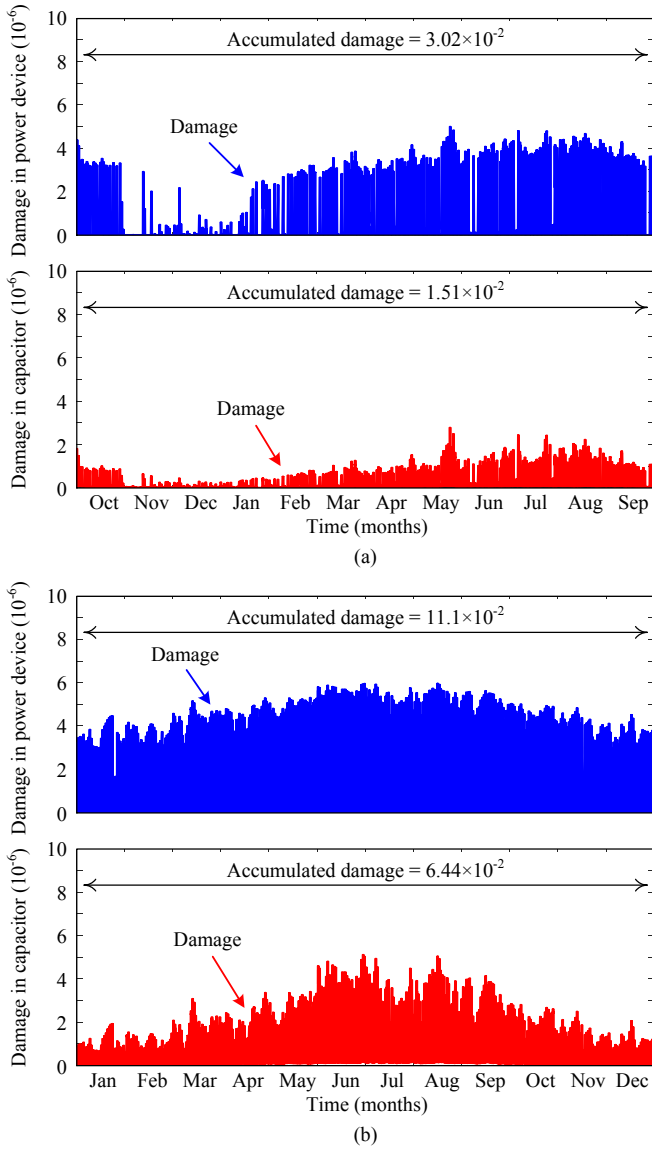 Damage in power device (10⁻⁶)
10
8
6
4
2
0
Accumulated damage = 3.02×10⁻²
Damage
Damage in capacitor (10⁻⁶)
10
8
6
4
2
0
Accumulated damage = 1.51×10⁻²
Damage
Oct Nov Dec Jan Feb Mar Apr May Jun Jul Aug Sep
Time (months)
(a)
Damage in power device (10⁻⁶)
10
8
6
4
2
0
Accumulated damage = 11.1×10⁻²
Damage
Damage in capacitor (10⁻⁶)
10
8
6
4
2
0
Accumulated damage = 6.44×10⁻²
Damage
Jan Feb Mar Apr May Jun Jul Aug Sep Oct Nov Dec
Time (months)
(b)